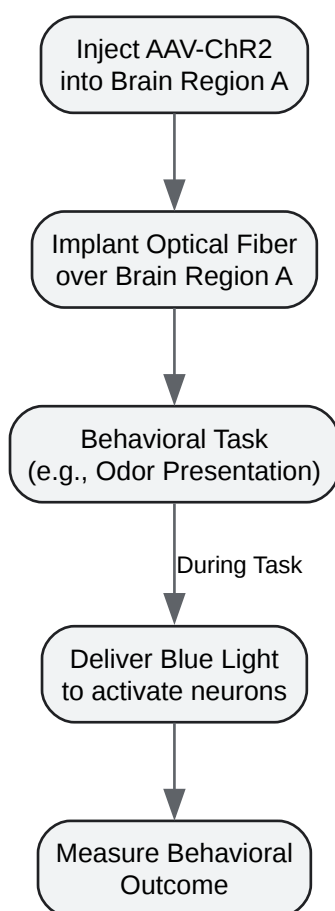 Inject AAV-ChR2
into Brain Region A
Implant Optical Fiber
over Brain Region A
Behavioral Task
(e.g., Odor Presentation)
During Task
Deliver Blue Light
to activate neurons
Measure Behavioral
Outcome